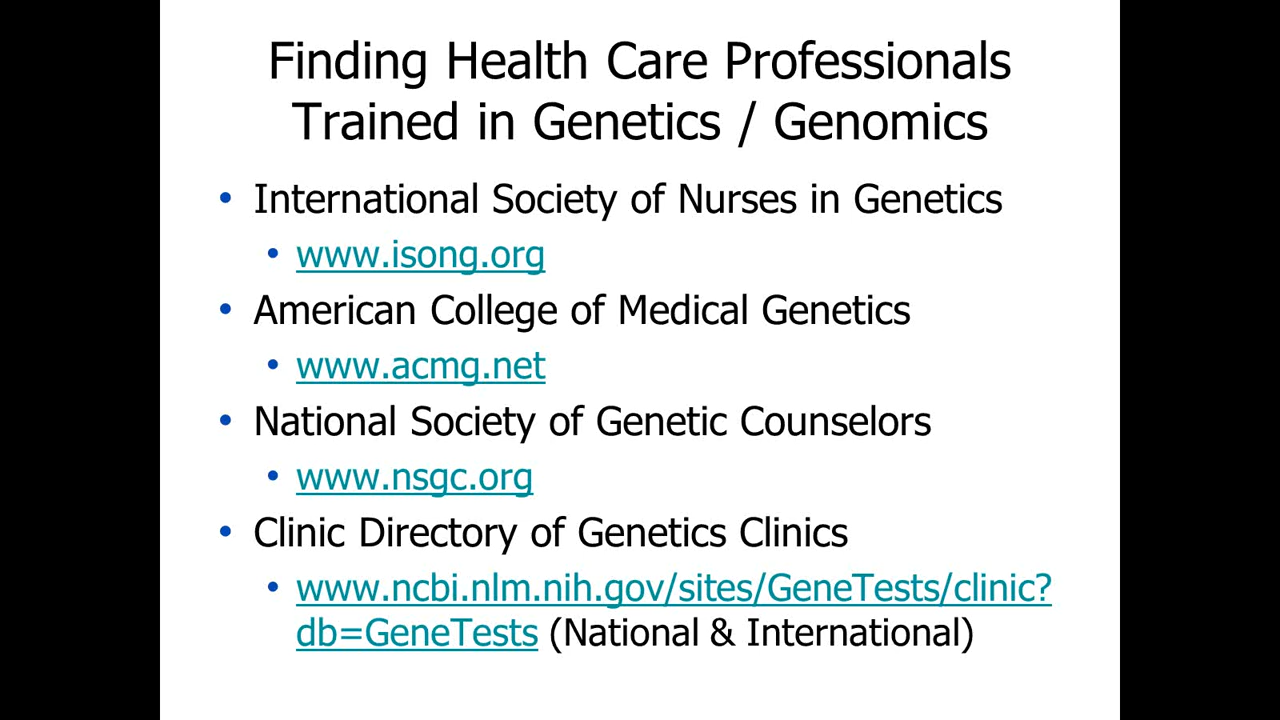 Finding Health Care Professionals
Trained in Genetics / Genomics
• International Society of Nurses in Genetics
• www.isong.org
• American College of Medical Genetics
• www.acmg.net
• National Society of Genetic Counselors
• www.nsgc.org
• Clinic Directory of Genetics Clinics
• www.ncbi.nlm.nih.gov/sites/GeneTests/clinic?
db=GeneTests (National & International)